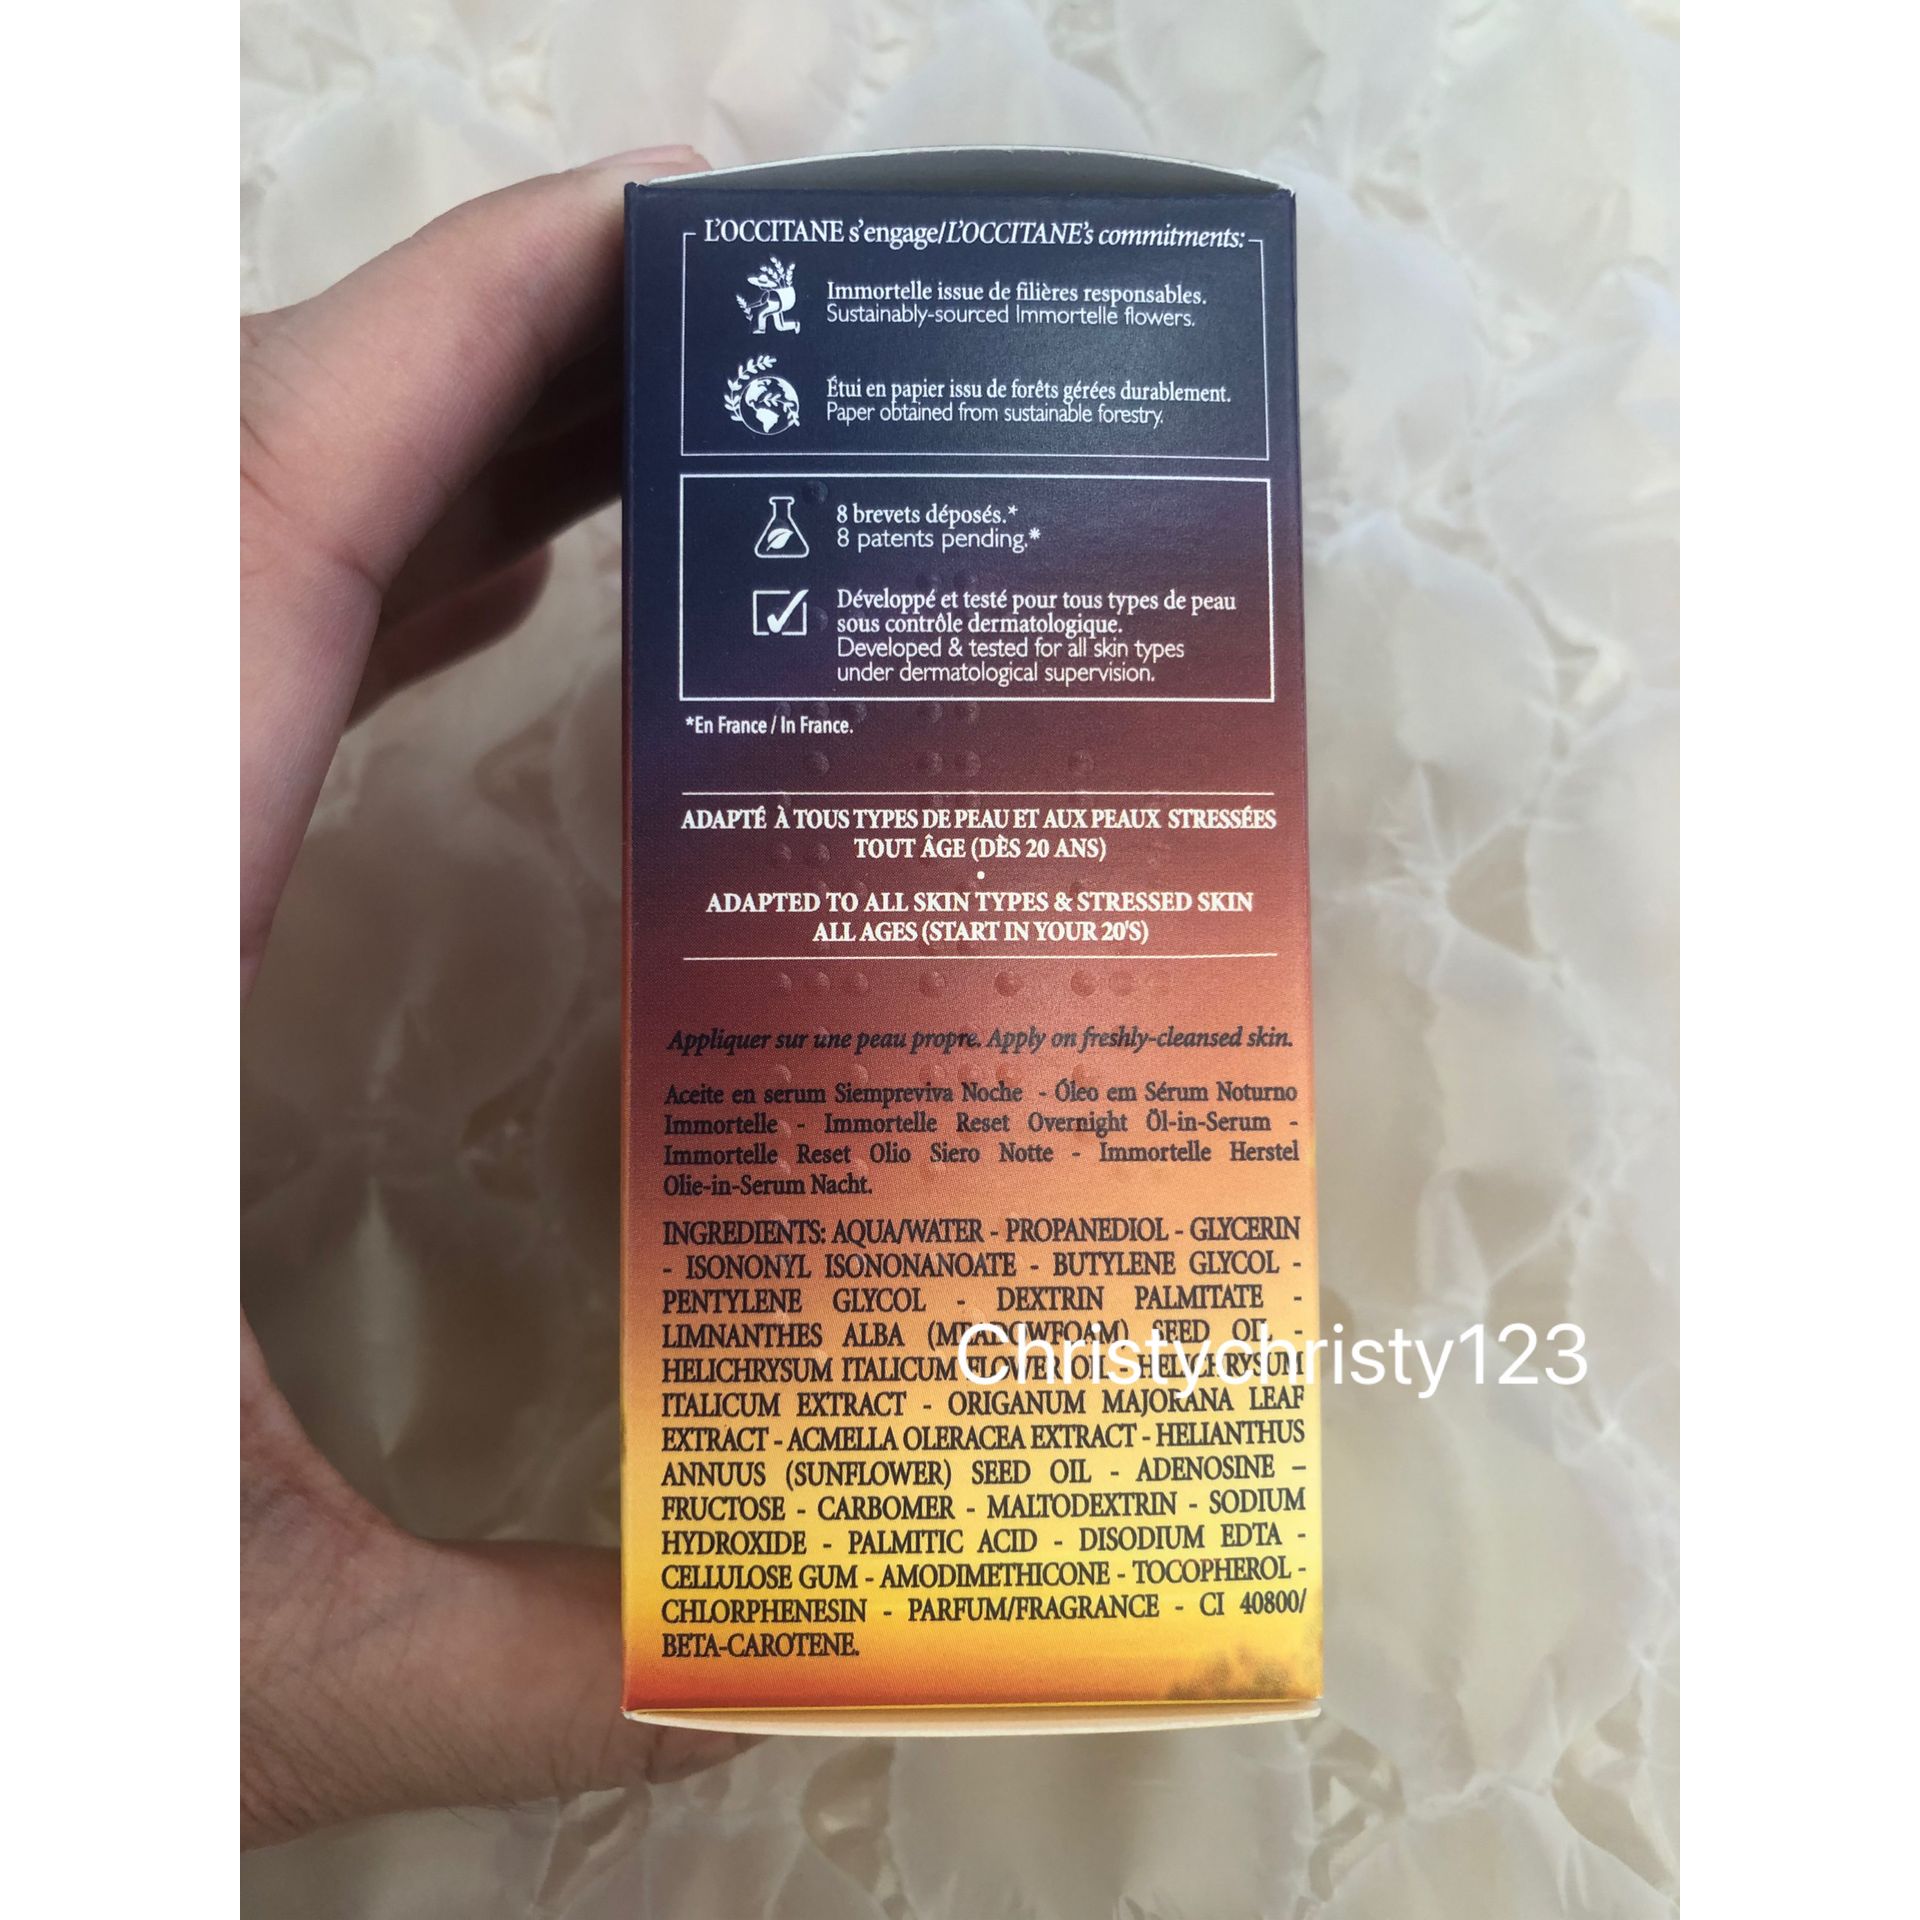 L'OCCITANE s'engage/L'OCCITANE's commitments:
Immortelle issue de filières responsables.
Sustainably-sourced Immortelle flowers.
Étui en papier issu de forêts gérées durablement.
Paper obtained from sustainable forestry.
8 brevets déposés.*
8 patents pending.*
Développé et testé pour tous types de peau
sous contrôle dermatologique.
Developed & tested for all skin types
under dermatological supervision.
*En France / In France.
ADAPTÉ À TOUS TYPES DE PEAU ET AUX PEAUX STRESSÉES
TOUT ÂGE (DÈS 20 ANS)
•
ADAPTED TO ALL SKIN TYPES & STRESSED SKIN
ALL AGES (START IN YOUR 20'S)
Appliquer sur une peau propre. Apply on freshly-cleansed skin.
Aceite en serum Siempreviva Noche - Óleo em Sérum Noturno
Immortelle - Immortelle Reset Overnight Öl-in-Serum -
Immortelle Reset Olio Siero Notte - Immortelle Herstel
Olie-in-Serum Nacht.
INGREDIENTS: AQUA/WATER - PROPANEDIOL - GLYCERIN
- ISONONYL ISONONANOATE - BUTYLENE GLYCOL -
PENTYLENE GLYCOL - DEXTRIN PALMITATE -
LIMNANTHES ALBA (MEADOWFOAM) SEED OIL -
HELICHRYSUM ITALICUM FLOWER OIL - HELICHRYSUM
ITALICUM EXTRACT - ORIGANUM MAJORANA LEAF
EXTRACT - ACMELLA OLERACEA EXTRACT - HELIANTHUS
ANNUUS (SUNFLOWER) SEED OIL - ADENOSINE –
FRUCTOSE - CARBOMER - MALTODEXTRIN - SODIUM
HYDROXIDE - PALMITIC ACID - DISODIUM EDTA -
CELLULOSE GUM - AMODIMETHICONE - TOCOPHEROL -
CHLORPHENESIN - PARFUM/FRAGRANCE - CI 40800/
BETA-CAROTENE.
Christychristy123